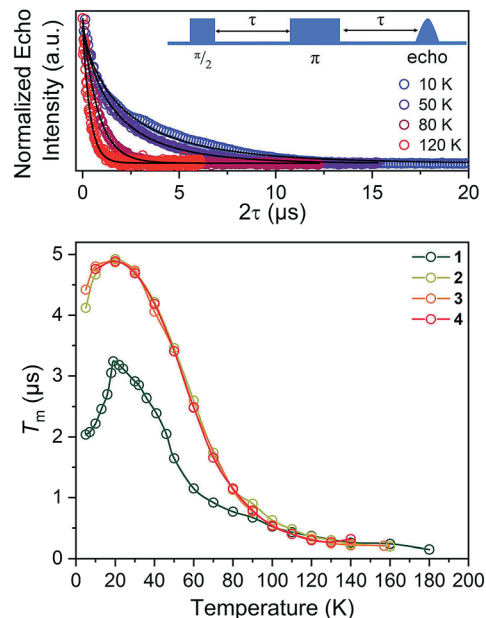 Normalized Echo
Intensity (a.u.)
τ τ
π/2 π echo
10 K
50 K
80 K
120 K
0 5 10 15 20
2τ (µs)
1
2
3
4
Tm (µs)
5
4
3
2
1
0
0 20 40 60 80 100 120 140 160 180 200
Temperature (K)